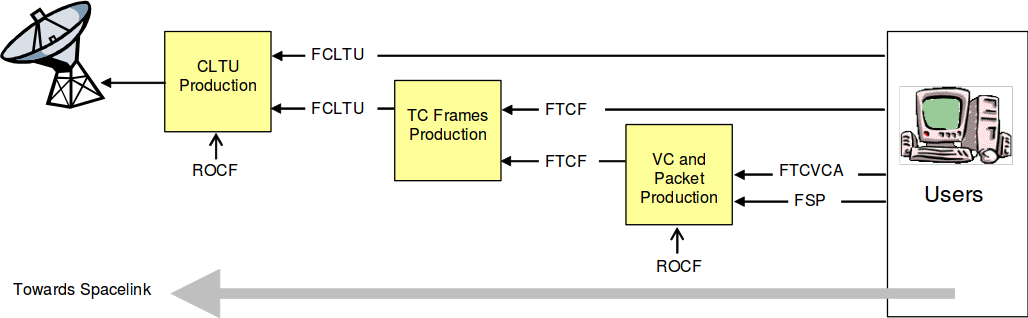 FCLTU
CLTU
Production
FCLTU
TC Frames
Production
FTCF
FTCF
VC and
Packet
Production
FTCVCA
FSP
Users
ROCF
ROCF
Towards Spacelink